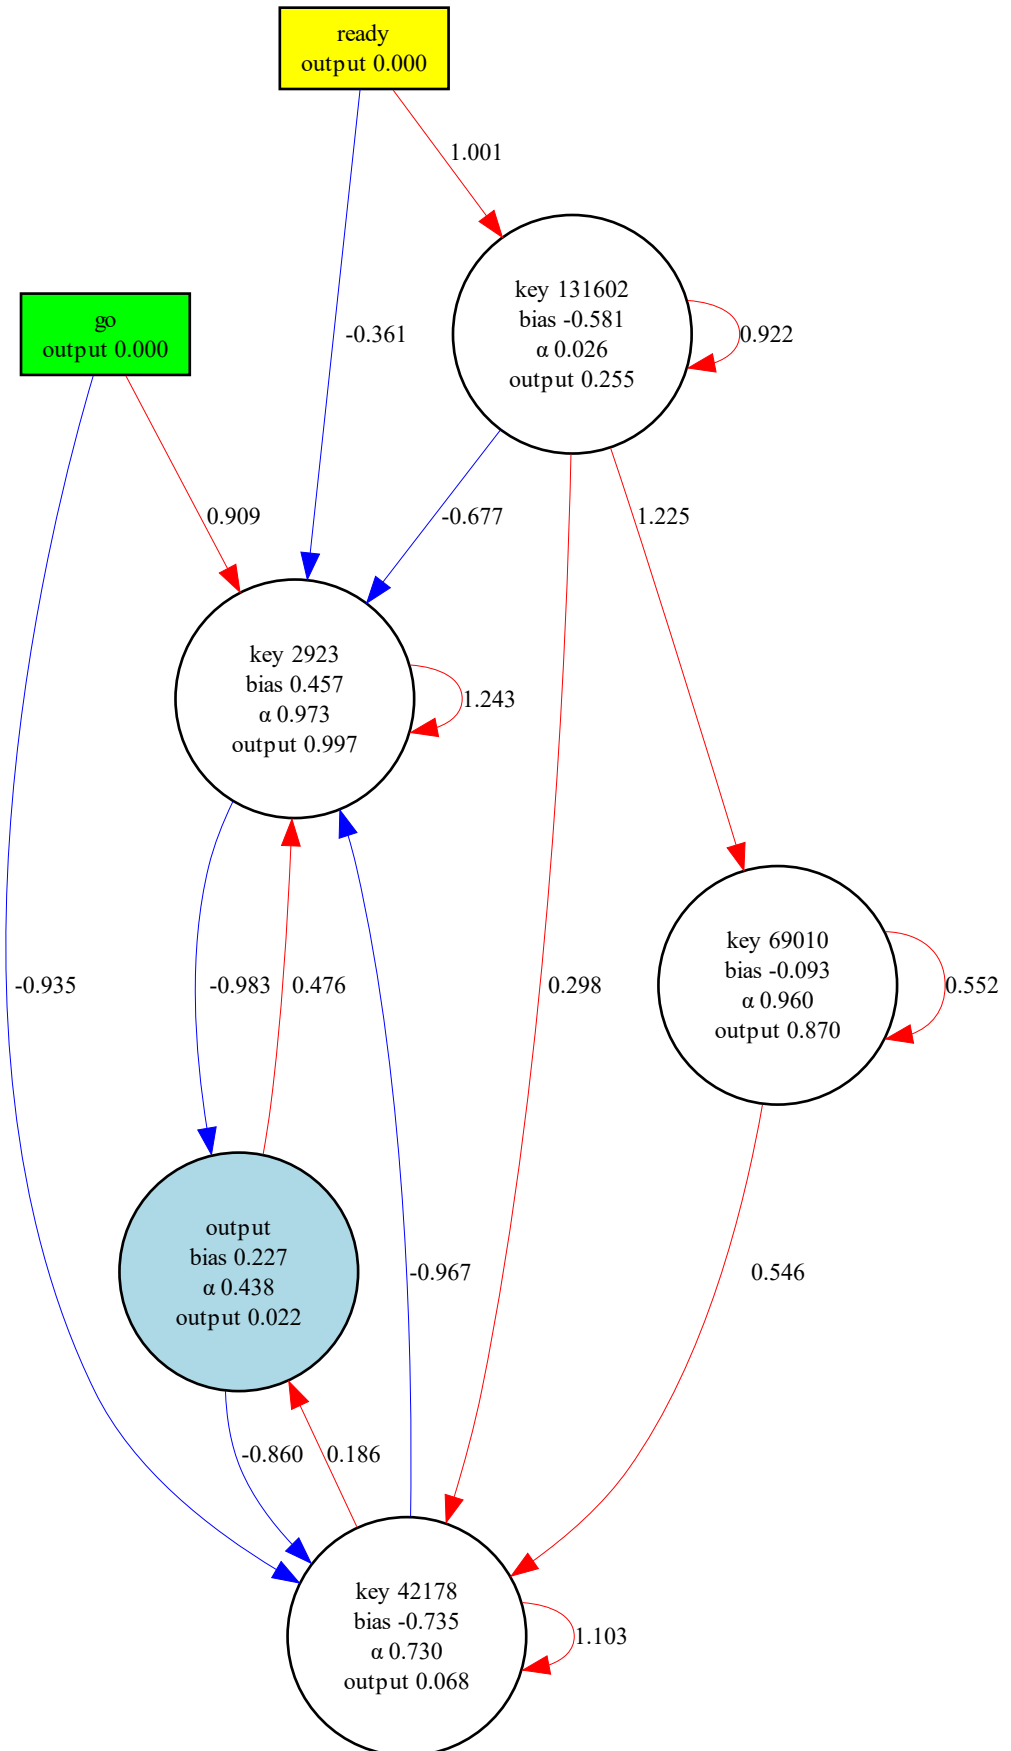 ready
output 0.000
1.001
key 131602
bias -0.581
α 0.026
output 0.255
0.922
go
output 0.000
-0.361
0.909
-0.677
1.225
key 2923
bias 0.457
α 0.973
output 0.997
1.243
key 69010
bias -0.093
α 0.960
output 0.870
0.552
-0.935
-0.983
0.476
0.298
output
bias 0.227
α 0.438
output 0.022
-0.967
0.546
-0.860
0.186
key 42178
bias -0.735
α 0.730
output 0.068
1.103